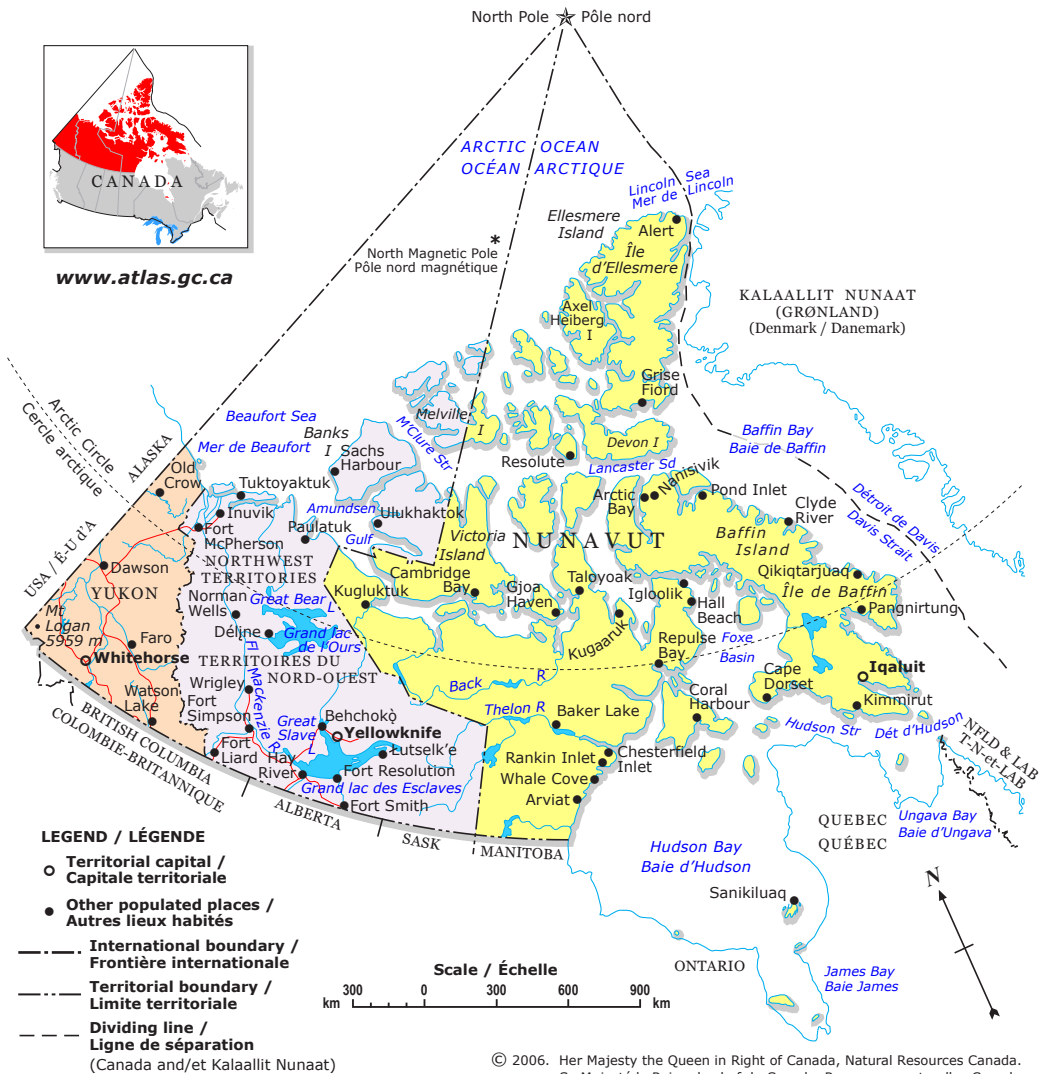 North Pole
Pôle nord
CANADA
www.atlas.gc.ca
ARCTIC OCEAN
OCÉAN ARCTIQUE
Lincoln Sea
Mer de Lincoln
Ellesmere
Island
Alert
Île
d'Ellesmere
*
North Magnetic Pole
Pôle nord magnétique
Axel
Heiberg
I
KALAALLIT NUNAAT
(GRØNLAND)
(Denmark / Danemark)
Grise
Fiord
Arctic Circle
Cercle arctique
Beaufort Sea
Mer de Beaufort
Melville
I
M'Clure Str
Banks
I
Sachs
Harbour
Devon I
Resolute
Lancaster Sd
Baffin Bay
Baie de Baffin
ALASKA
USA / É-U d'A
Old
Crow
Tuktoyaktuk
Inuvik
Fort
McPherson
Amundsen
Gulf
Paulatuk
Ulukhaktok
Arctic
Bay
Nanisivik
Pond Inlet
Clyde
River
Détroit de Davis
Davis Strait
Victoria
Island
NUNAVUT
Baffin
Island
Île de Baffin
Qikiqtarjuaq
Pangnirtung
Dawson
YUKON
NORTHWEST
TERRITORIES
Norman
Wells
Great Bear L
Grand lac
de l'Ours
Déline
Kugluktuk
Cambridge
Bay
Gjoa
Haven
Taloyoak
Igloolik
Hall
Beach
Kugaaruk
Repulse
Bay
Foxe
Basin
Mt
Logan
5959 m
Faro
Whitehorse
TERRITOIRES DU
NORD-OUEST
Fl Mackenzie R
Wrigley
Fort
Simpson
Watson
Lake
Back R
Thelon R
Baker Lake
Coral
Harbour
Cape
Dorset
Iqaluit
Kimmirut
Hudson Str
Dét d'Hudson
Great
Slave
L
Behchokǫ̀
Yellowknife
Lutselk'e
Fort
Liard
Hay
River
Fort Resolution
Grand lac des Esclaves
Fort Smith
Chesterfield
Inlet
Rankin Inlet
Whale Cove
Arviat
BRITISH COLUMBIA
COLOMBIE-BRITANNIQUE
ALBERTA
SASK
MANITOBA
NFLD & LAB
T-N-et-LAB
QUEBEC
QUÉBEC
Ungava Bay
Baie d'Ungava
Hudson Bay
Baie d'Hudson
Sanikiluaq
ONTARIO
James Bay
Baie James
N
LEGEND / LÉGENDE
Territorial capital /
Capitale territoriale
Other populated places /
Autres lieux habités
International boundary /
Frontière internationale
Territorial boundary /
Limite territoriale
Dividing line /
Ligne de séparation
(Canada and/et Kalaallit Nunaat)
Scale / Échelle
km 300 0 300 600 900 km
© 2006. Her Majesty the Queen in Right of Canada, Natural Resources Canada.